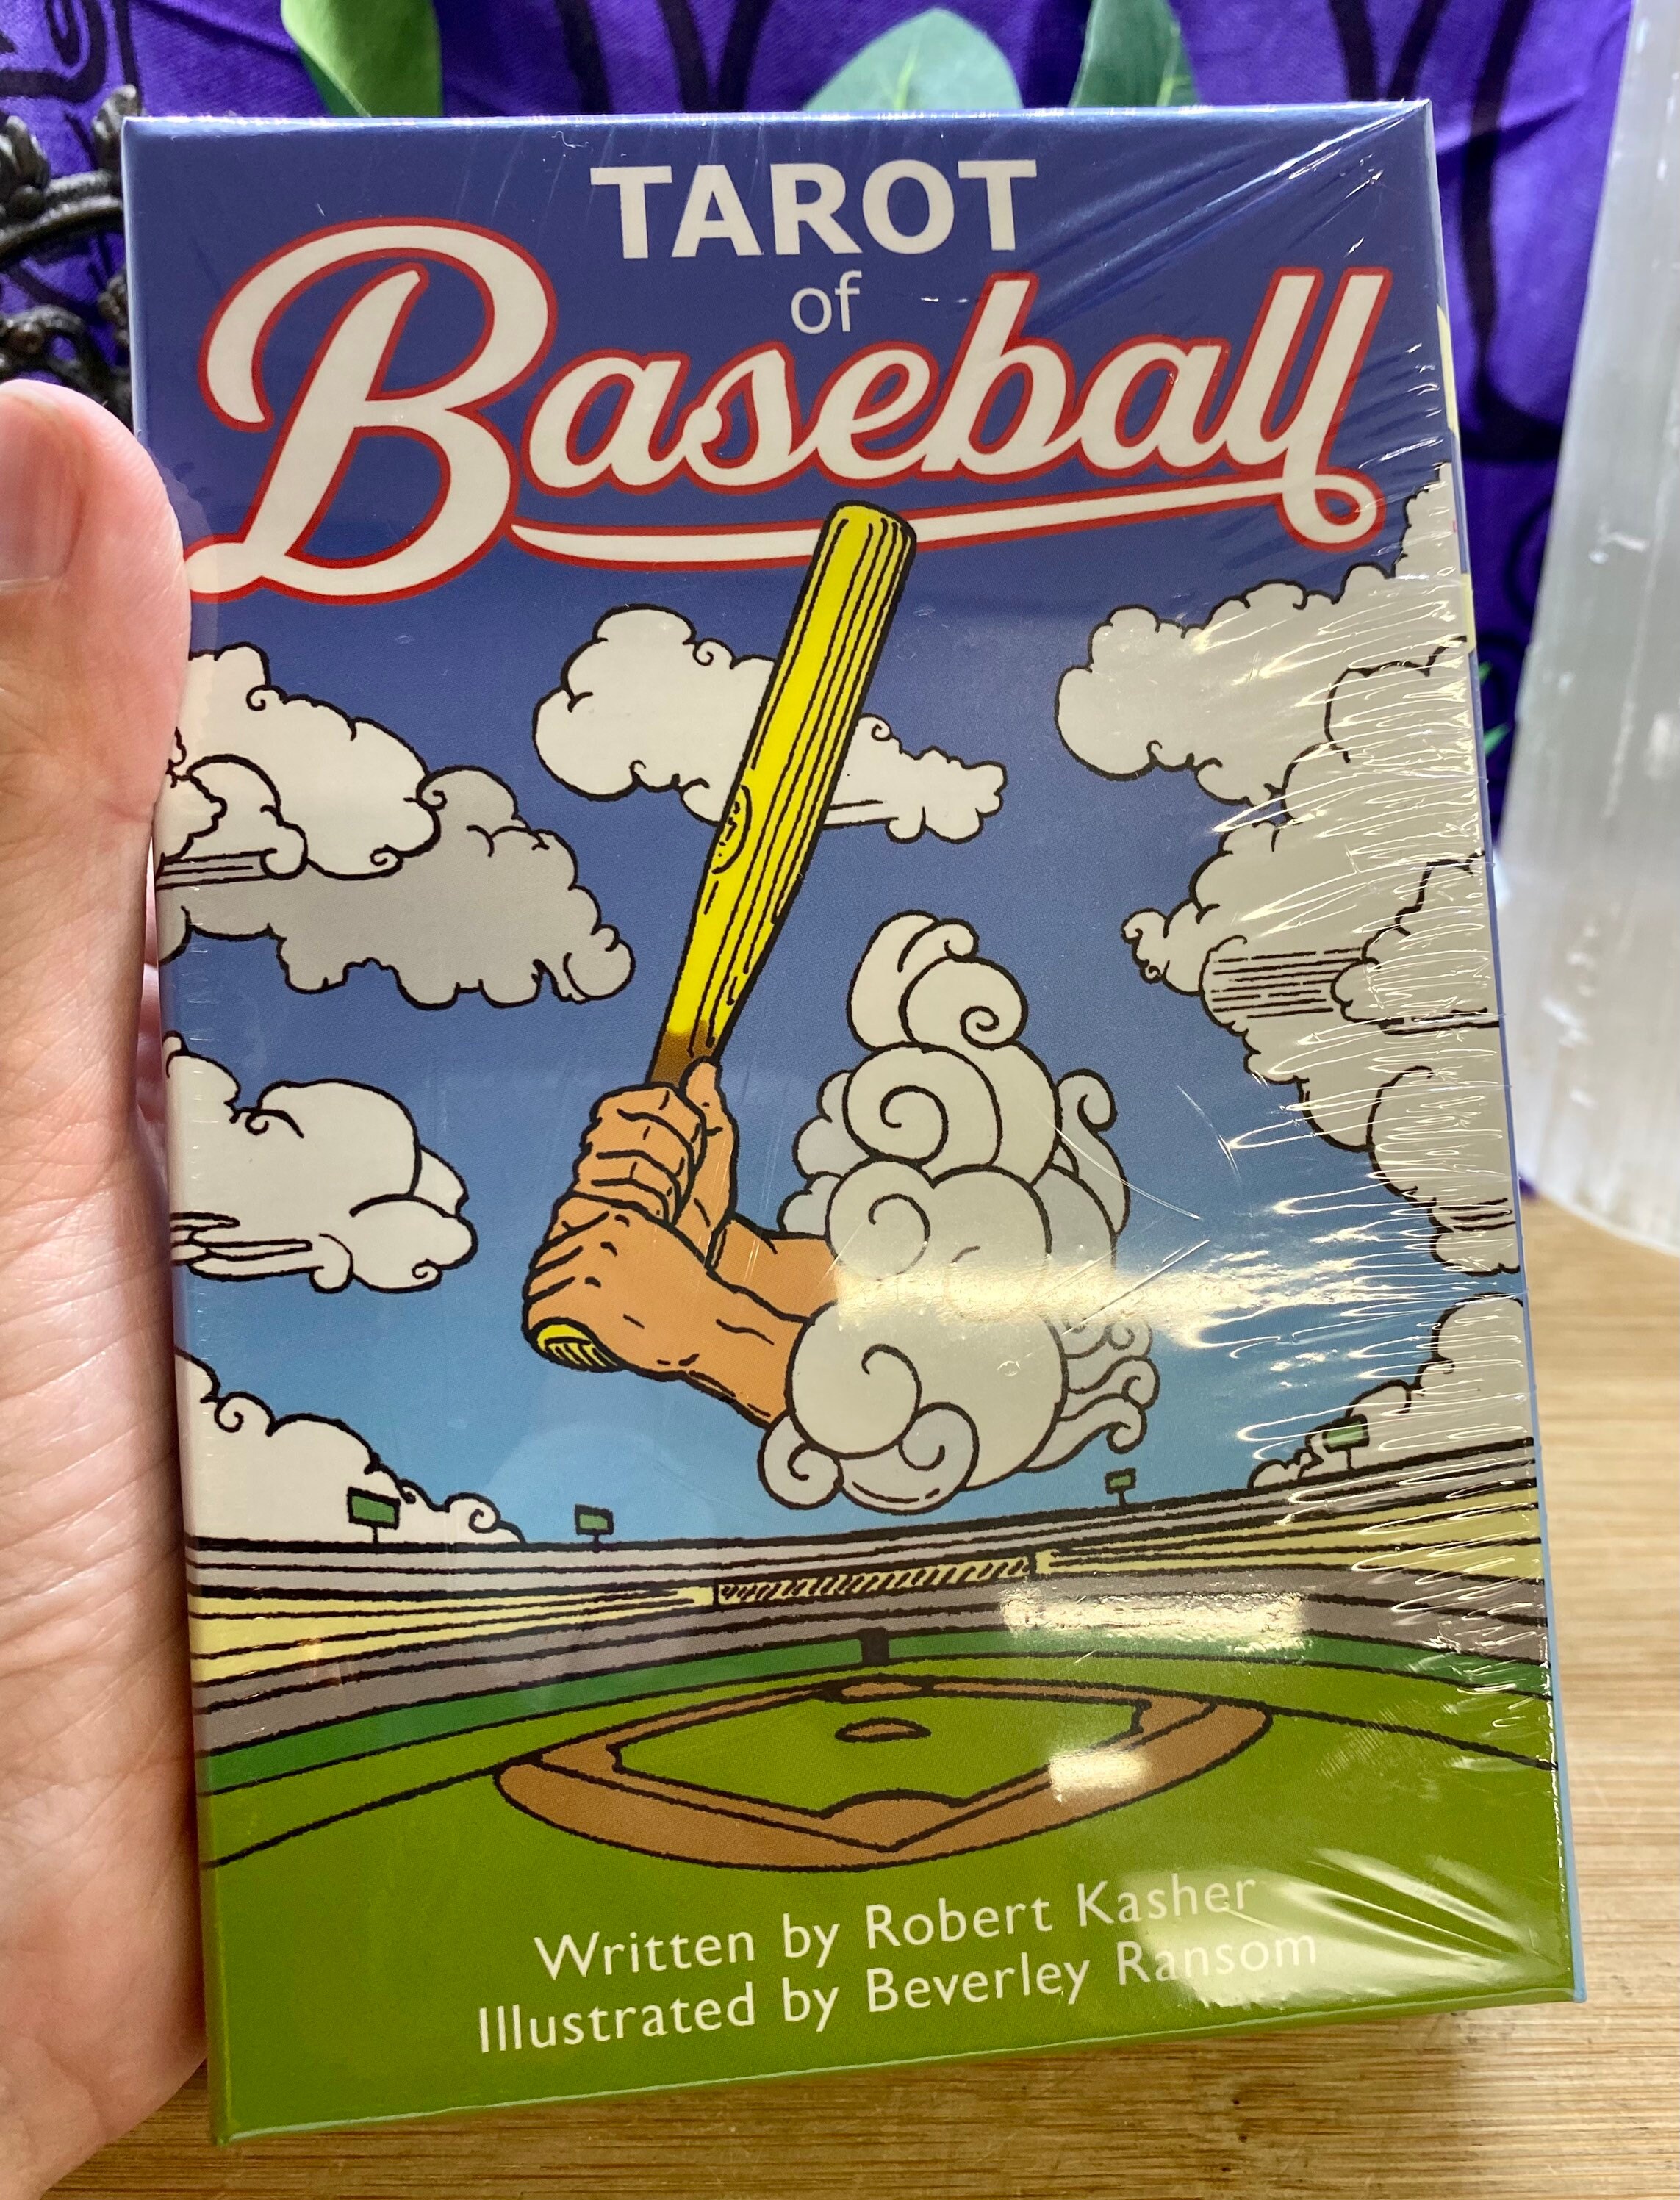 TAROT
of
Baseball
Written by Robert Kasher
Illustrated by Beverley Ransom